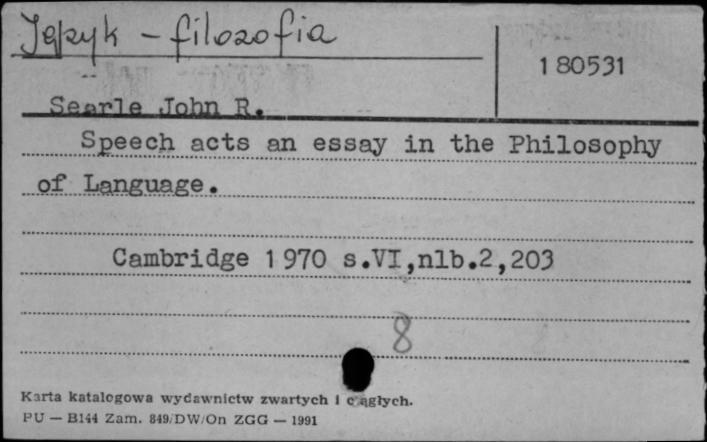 Język - filozofia
180531
Searle John R.
Speech acts an essay in the Philosophy
of Language.
Cambridge 1970 s.VI,nlb.2,203
8
Karta katalogowa wydawnictw zwartych i ciągłych.
PU — B144 Zam. 849/DW/On ZGG — 1991